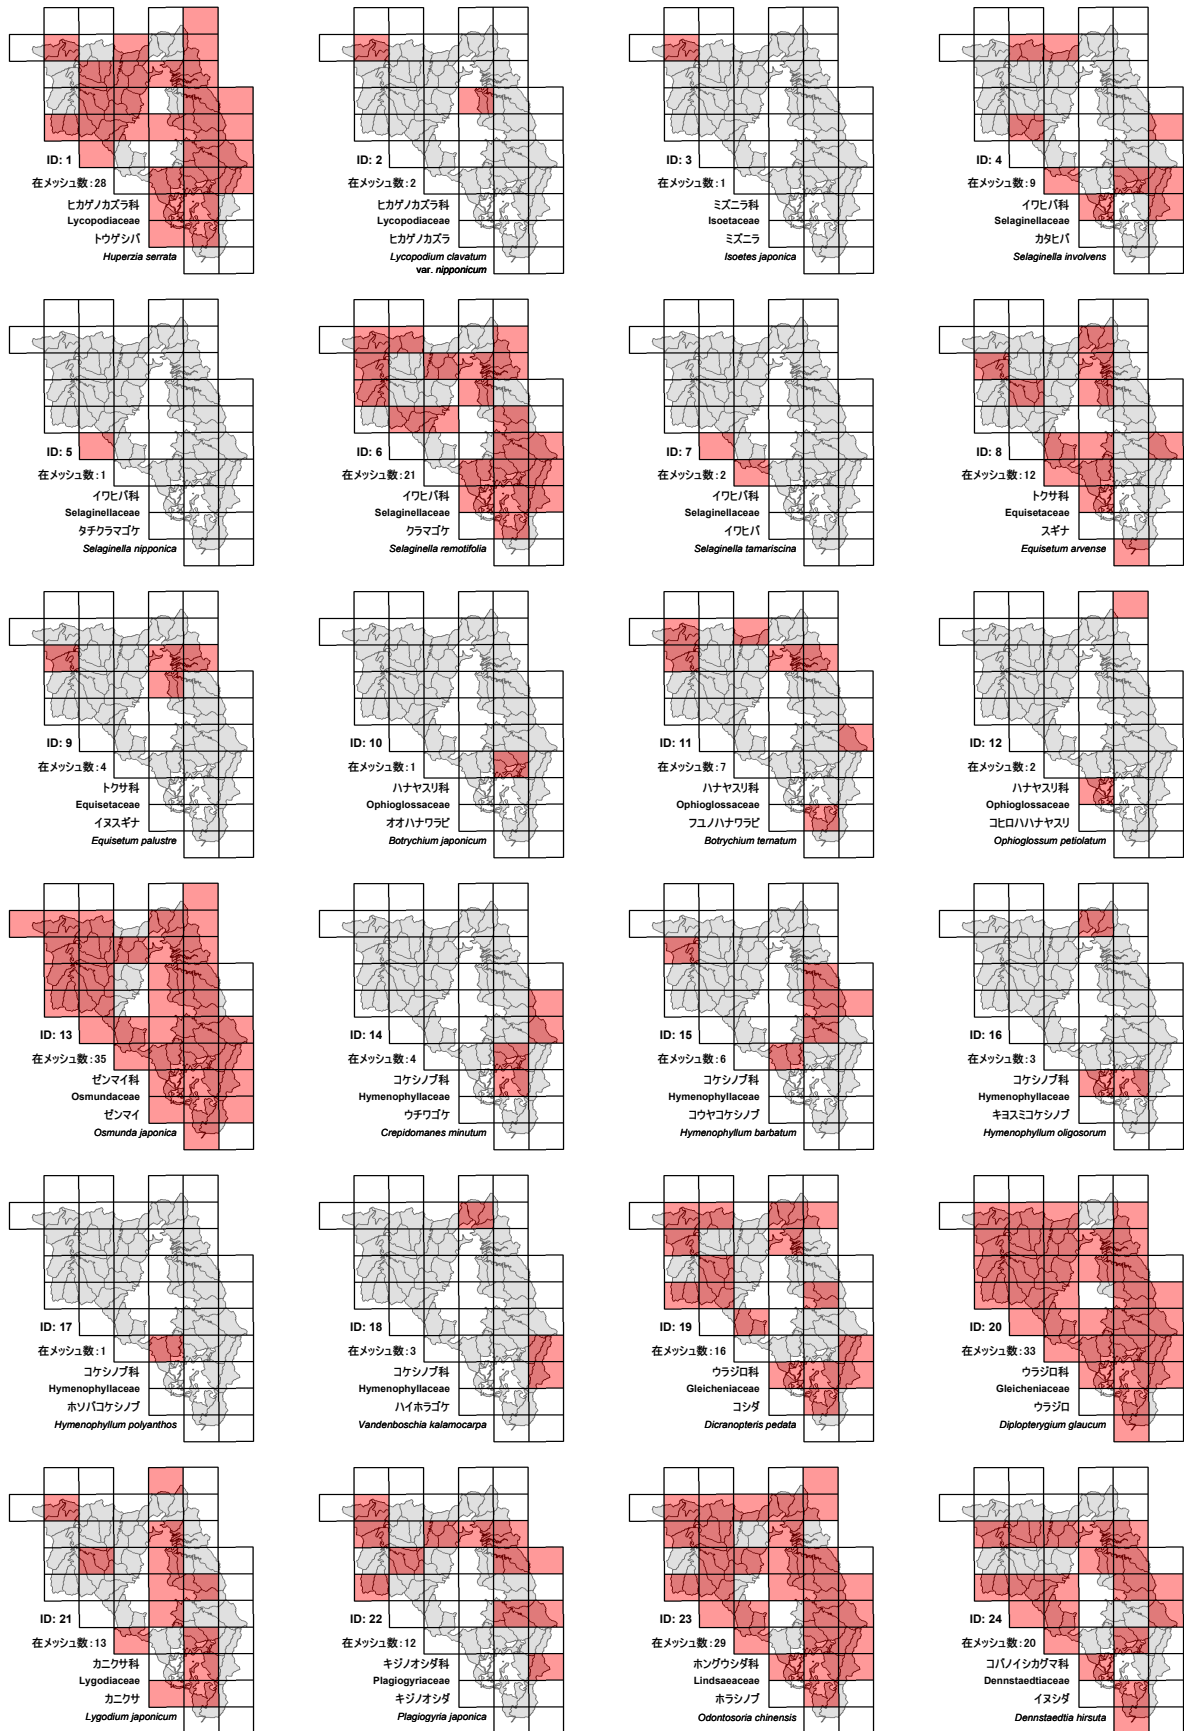 ID: 1
在メッシュ数:28
ヒカゲノカズラ科
Lycopodiaceae
トウゲシバ
Huperzia serrata
ID: 2
在メッシュ数:2
ヒカゲノカズラ科
Lycopodiaceae
ヒカゲノカズラ
Lycopodium clavatum
var. nipponicum
ID: 3
在メッシュ数:1
ミズニラ科
Isoetaceae
ミズニラ
Isoetes japonica
ID: 4
在メッシュ数:9
イワヒバ科
Selaginellaceae
カタヒバ
Selaginella involvens
ID: 5
在メッシュ数:1
イワヒバ科
Selaginellaceae
タチクラマゴケ
Selaginella nipponica
ID: 6
在メッシュ数:21
イワヒバ科
Selaginellaceae
クラマゴケ
Selaginella remotifolia
ID: 7
在メッシュ数:2
イワヒバ科
Selaginellaceae
イワヒバ
Selaginella tamariscina
ID: 8
在メッシュ数:12
トクサ科
Equisetaceae
スギナ
Equisetum arvense
ID: 9
在メッシュ数:4
トクサ科
Equisetaceae
イヌスギナ
Equisetum palustre
ID: 10
在メッシュ数:1
ハナヤスリ科
Ophioglossaceae
オオハナワラビ
Botrychium japonicum
ID: 11
在メッシュ数:7
ハナヤスリ科
Ophioglossaceae
フユノハナワラビ
Botrychium ternatum
ID: 12
在メッシュ数:2
ハナヤスリ科
Ophioglossaceae
コヒロハハナヤスリ
Ophioglossum petiolatum
ID: 13
在メッシュ数:35
ゼンマイ科
Osmundaceae
ゼンマイ
Osmunda japonica
ID: 14
在メッシュ数:4
コケシノブ科
Hymenophyllaceae
ウチワゴケ
Crepidomanes minutum
ID: 15
在メッシュ数:6
コケシノブ科
Hymenophyllaceae
コウヤコケシノブ
Hymenophyllum barbatum
ID: 16
在メッシュ数:3
コケシノブ科
Hymenophyllaceae
キヨスミコケシノブ
Hymenophyllum oligosorum
ID: 17
在メッシュ数:1
コケシノブ科
Hymenophyllaceae
ホソバコケシノブ
Hymenophyllum polyanthos
ID: 18
在メッシュ数:3
コケシノブ科
Hymenophyllaceae
ハイホラゴケ
Vandenboschia kalamocarpa
ID: 19
在メッシュ数:16
ウラジロ科
Gleicheniaceae
コシダ
Dicranopteris pedata
ID: 20
在メッシュ数:33
ウラジロ科
Gleicheniaceae
ウラジロ
Diplopterygium glaucum
ID: 21
在メッシュ数:13
カニクサ科
Lygodiaceae
カニクサ
Lygodium japonicum
ID: 22
在メッシュ数:12
キジノオシダ科
Plagiogyriaceae
キジノオシダ
Plagiogyria japonica
ID: 23
在メッシュ数:29
ホングウシダ科
Lindsaeaceae
ホラシノブ
Odontosoria chinensis
ID: 24
在メッシュ数:20
コバノイシカグマ科
Dennstaedtiaceae
イヌシダ
Dennstaedtia hirsuta